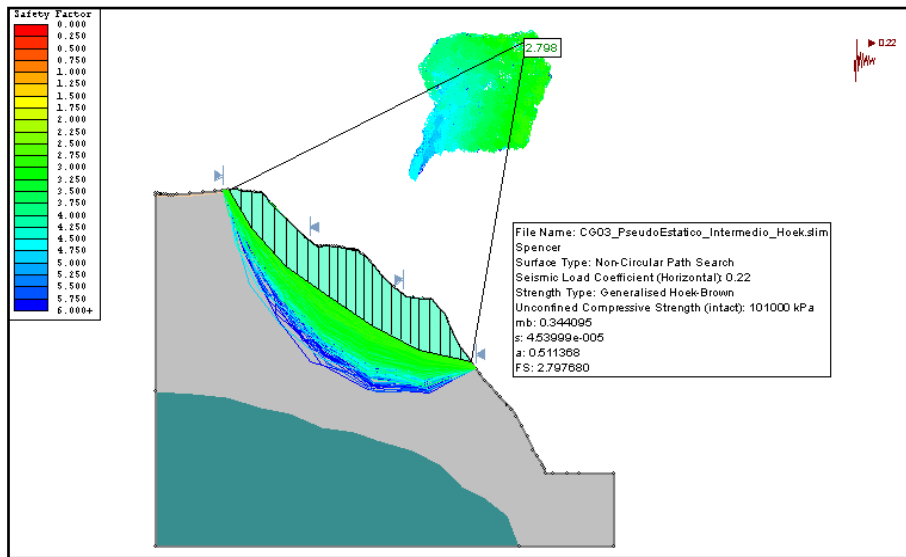 Safety Factor
0.000
0.250
0.500
0.750
1.000
1.250
1.500
1.750
2.000
2.250
2.500
2.750
3.000
3.250
3.500
3.750
4.000
4.250
4.500
4.750
5.000
5.250
5.500
5.750
6.000+
2.798
0.22
File Name: CG03_PseudoEstatico_Intermedio_Hoek.slim
Spencer
Surface Type: Non-Circular Path Search
Seismic Load Coefficient (Horizontal): 0.22
Strength Type: Generalised Hoek-Brown
Unconfined Compressive Strength (intact): 101000 kPa
mb: 0.344095
s: 4.53999e-005
a: 0.511368
FS: 2.797680